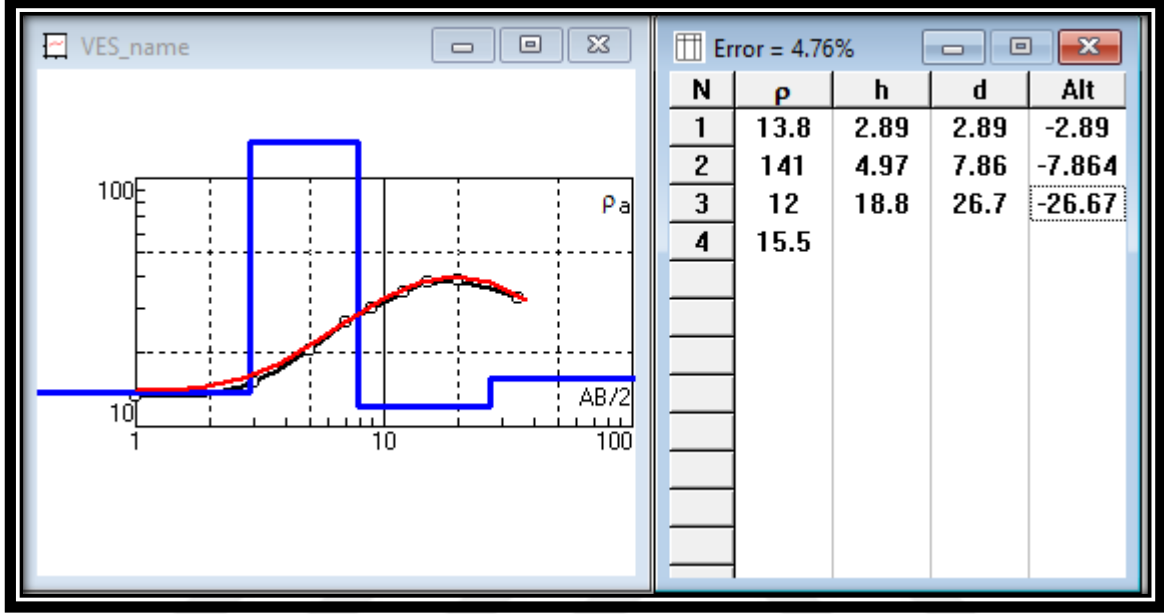 VES_name
100
ρa
AB/2
10
1 10 100
Error = 4.76%
N ρ h d Alt
1 13.8 2.89 2.89 -2.89
2 141 4.97 7.86 -7.864
3 12 18.8 26.7 -26.67
4 15.5